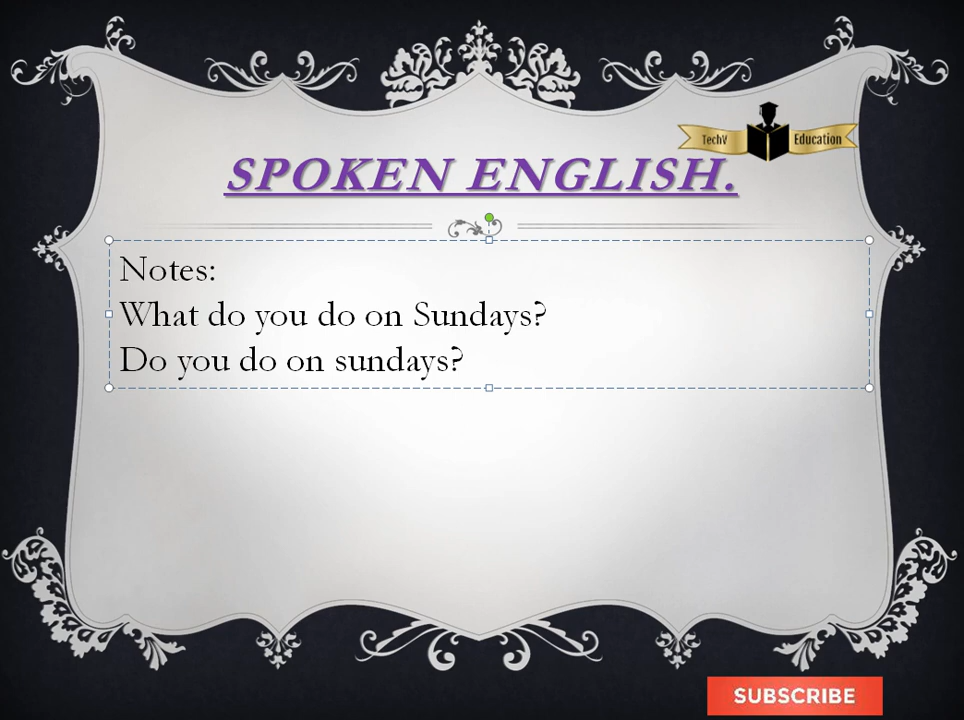 TechV Education
SPOKEN ENGLISH.
Notes:
What do you do on Sundays?
Do you do on sundays?
SUBSCRIBE